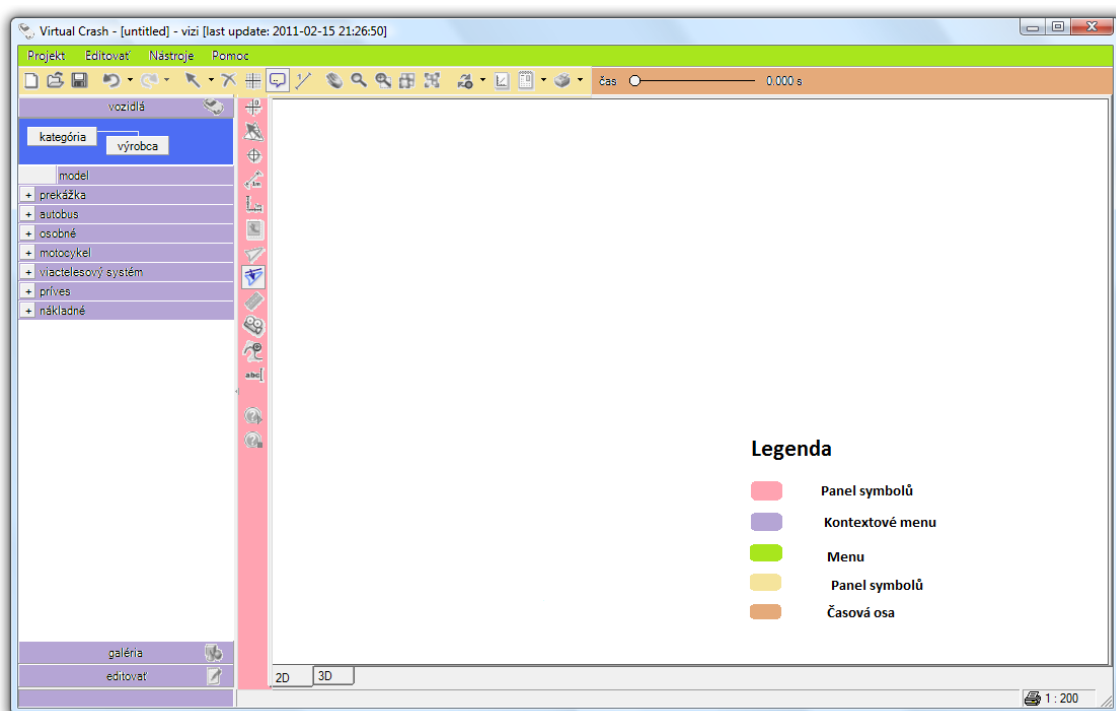 Virtual Crash - [untitled] - vizi [last update: 2011-02-15 21:26:50]
Projekt Editovať Nástroje Pomoc
čas 0.000 s
vozidlá
kategória
výrobca
model
prekážka
autobus
osobné
motocykel
viactelesový systém
príves
nákladné
abc
Legenda
Panel symbolů
Kontextové menu
Menu
Panel symbolů
Časová osa
galéria
editovať
2D 3D
1 : 200